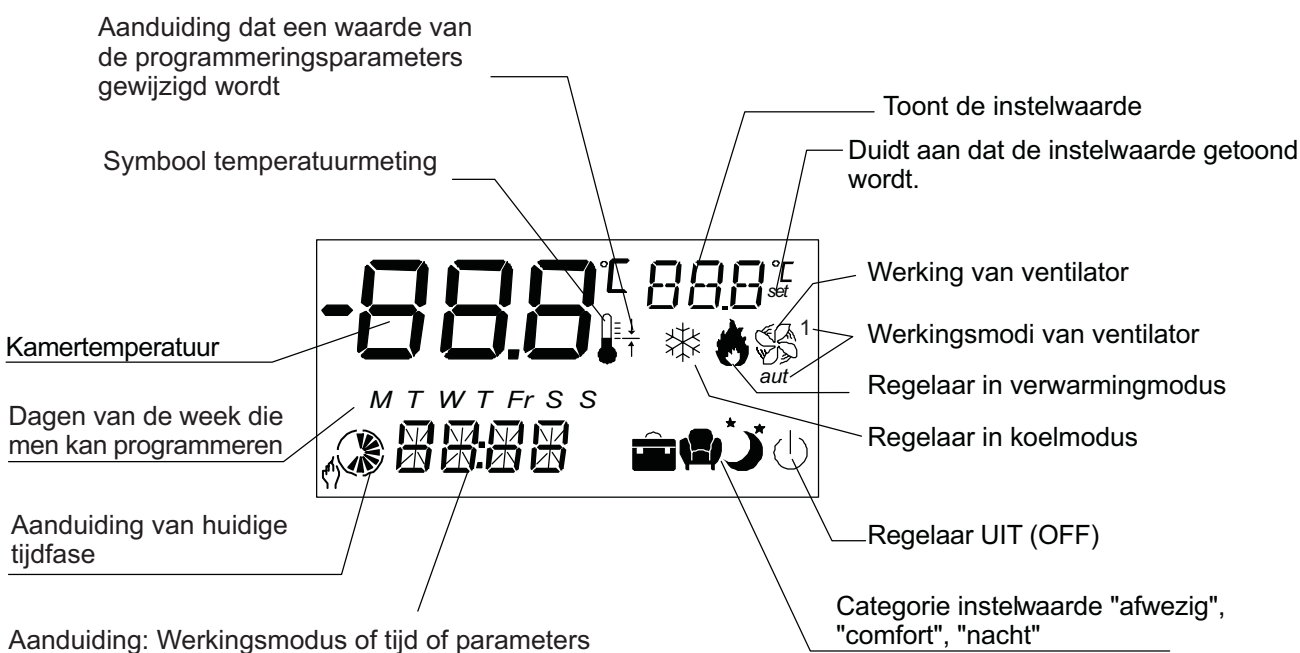 Aanduiding dat een waarde van
de programmeringsparameters
gewijzigd wordt
Symbool temperatuurmeting
Toont de instelwaarde
Duidt aan dat de instelwaarde getoond
wordt.
-88.8 °C
88.8 °C
set
Kamertemperatuur
Werking van ventilator
1
Werkingsmodi van ventilator
aut
Regelaar in verwarmingmodus
M T W T Fr S S
Dagen van de week die
men kan programmeren
88:88
Regelaar in koelmodus
Aanduiding van huidige
tijdfase
Regelaar UIT (OFF)
Categorie instelwaarde "afwezig",
"comfort", "nacht"
Aanduiding: Werkingsmodus of tijd of parameters